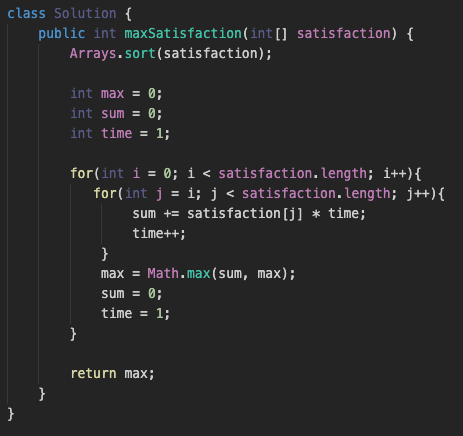 class Solution {
    public int maxSatisfaction(int[] satisfaction) {
        Arrays.sort(satisfaction);

        int max = 0;
        int sum = 0;
        int time = 1;

        for(int i = 0; i < satisfaction.length; i++){
           for(int j = i; j < satisfaction.length; j++){
                sum += satisfaction[j] * time;
                time++;
            }
            max = Math.max(sum, max);
            sum = 0;
            time = 1;
        }

        return max;
    }
}